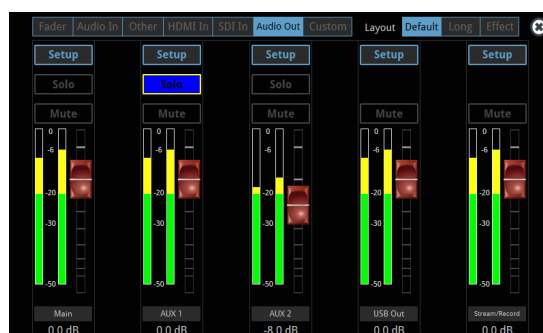 Fader Audio In Other HDMI In SDI In Audio Out Custom Layout Default Long Effect
Setup Setup Setup Setup Setup
Solo Solo Solo
Mute Mute Mute Mute Mute
0 0 0 0 0
-6 -6 -6 -6 -6
-20 -20 -20 -20 -20
-30 -30 -30 -30 -30
-50 -50 -50 -50 -50
Main AUX 1 AUX 2 USB Out Stream/Record
0.0 dB 0.0 dB -8.0 dB 0.0 dB 0.0 dB